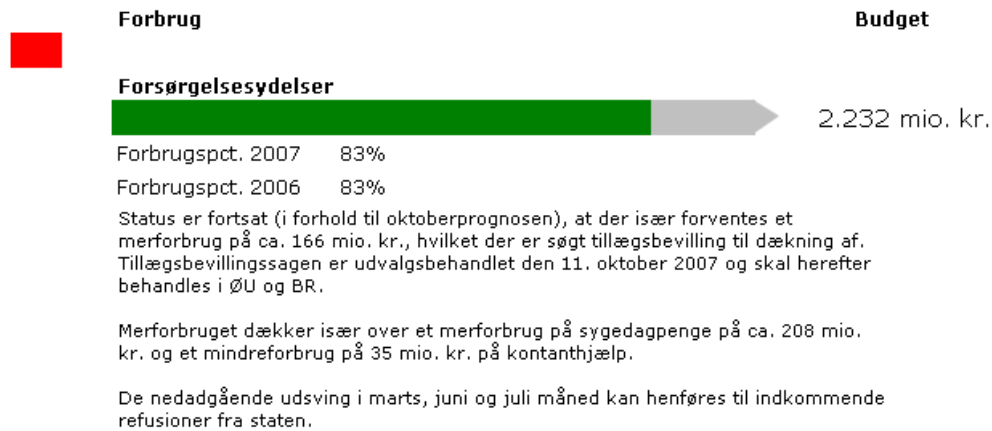 Forbrug Budget
Forsørgelsesydelser
2.232 mio. kr.
Forbrugspct. 2007 83%
Forbrugspct. 2006 83%
Status er fortsat (i forhold til oktoberprognosen), at der især forventes et
merforbrug på ca. 166 mio. kr., hvilket der er søgt tillægsbevilling til dækning af.
Tillægsbevillingssagen er udvalgsbehandlet den 11. oktober 2007 og skal herefter
behandles i ØU og BR.
Merforbruget dækker især over et merforbrug på sygedagpenge på ca. 208 mio.
kr. og et mindreforbrug på 35 mio. kr. på kontanthjælp.
De nedadgående udsving i marts, juni og juli måned kan henføres til indkommende
refusioner fra staten.